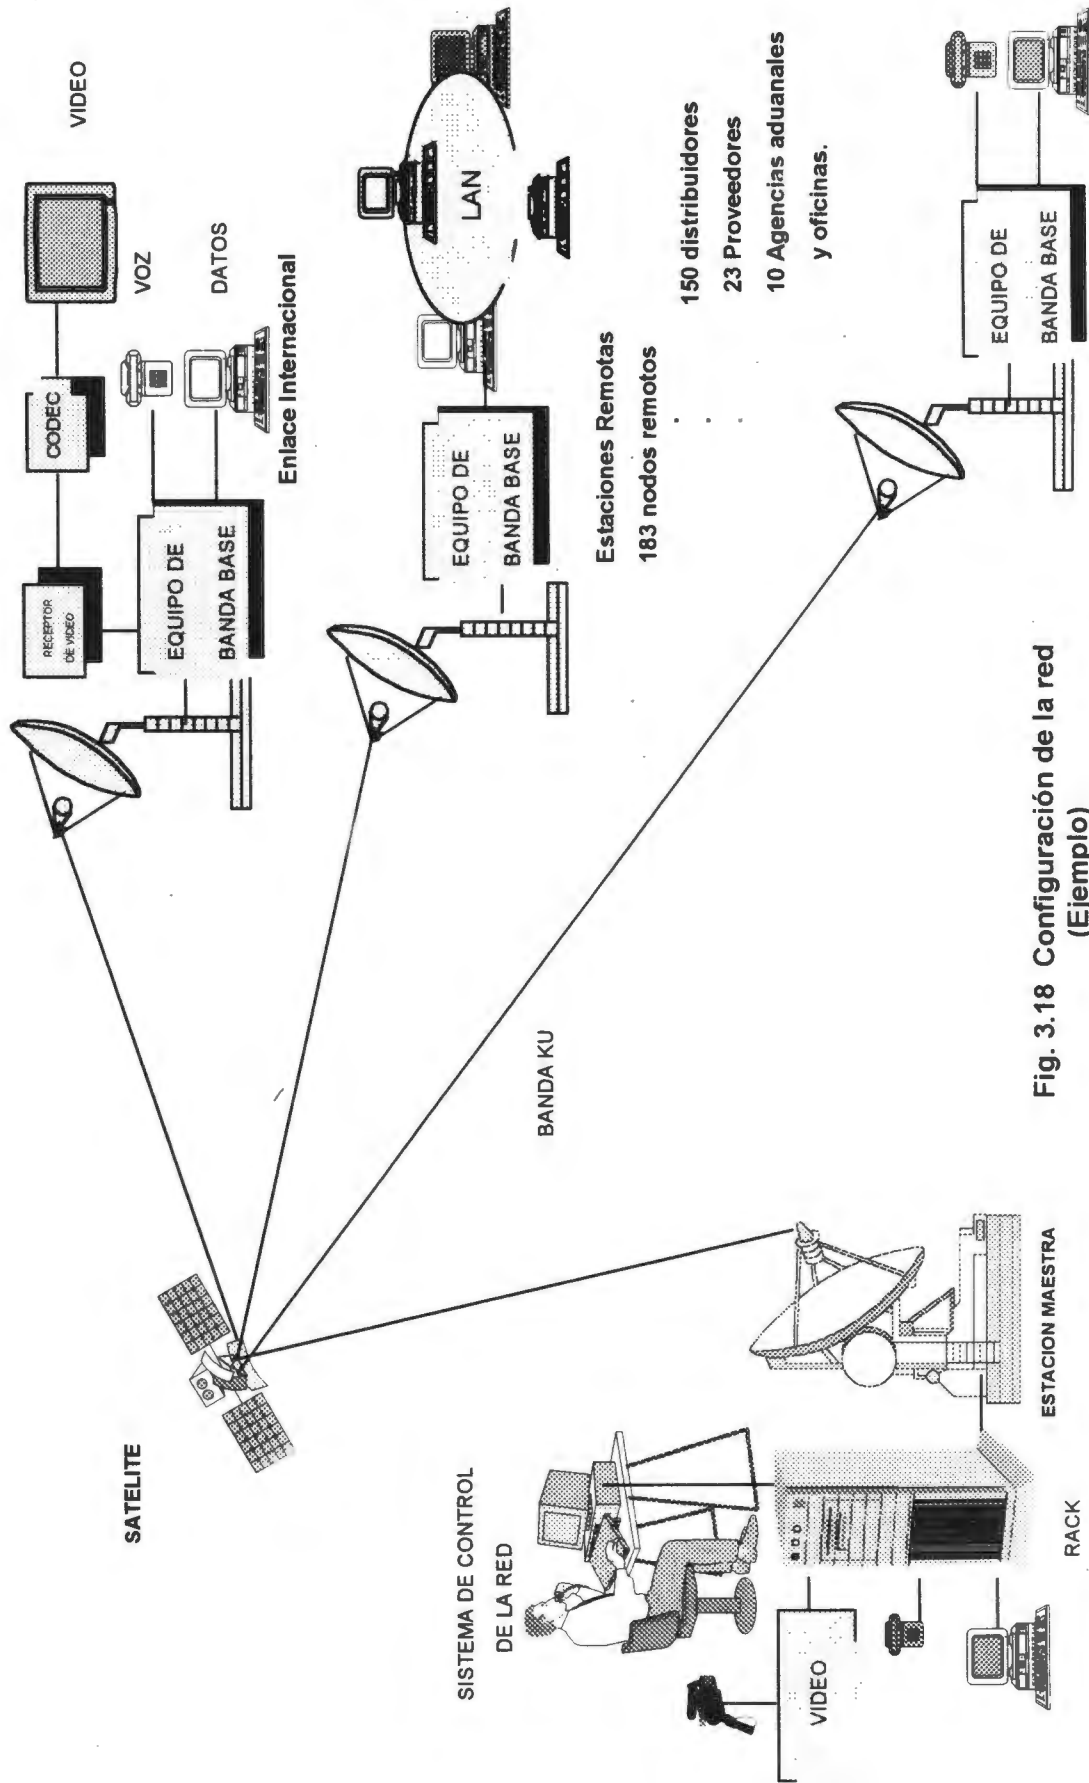 VIDEO
CODEC
RECEPTOR
DE VIDEO
VOZ
DATOS
EQUIPO DE
BANDA BASE
Enlace Internacional
LAN
EQUIPO DE
BANDA BASE
Estaciones Remotas
183 nodos remotos
150 distribuidores
23 Proveedores
10 Agencias aduanales
y oficinas.
EQUIPO DE
BANDA BASE
SATELITE
BANDA KU
SISTEMA DE CONTROL
DE LA RED
VIDEO
RACK
ESTACION MAESTRA
Fig. 3.18 Configuración de la red
(Ejemplo)